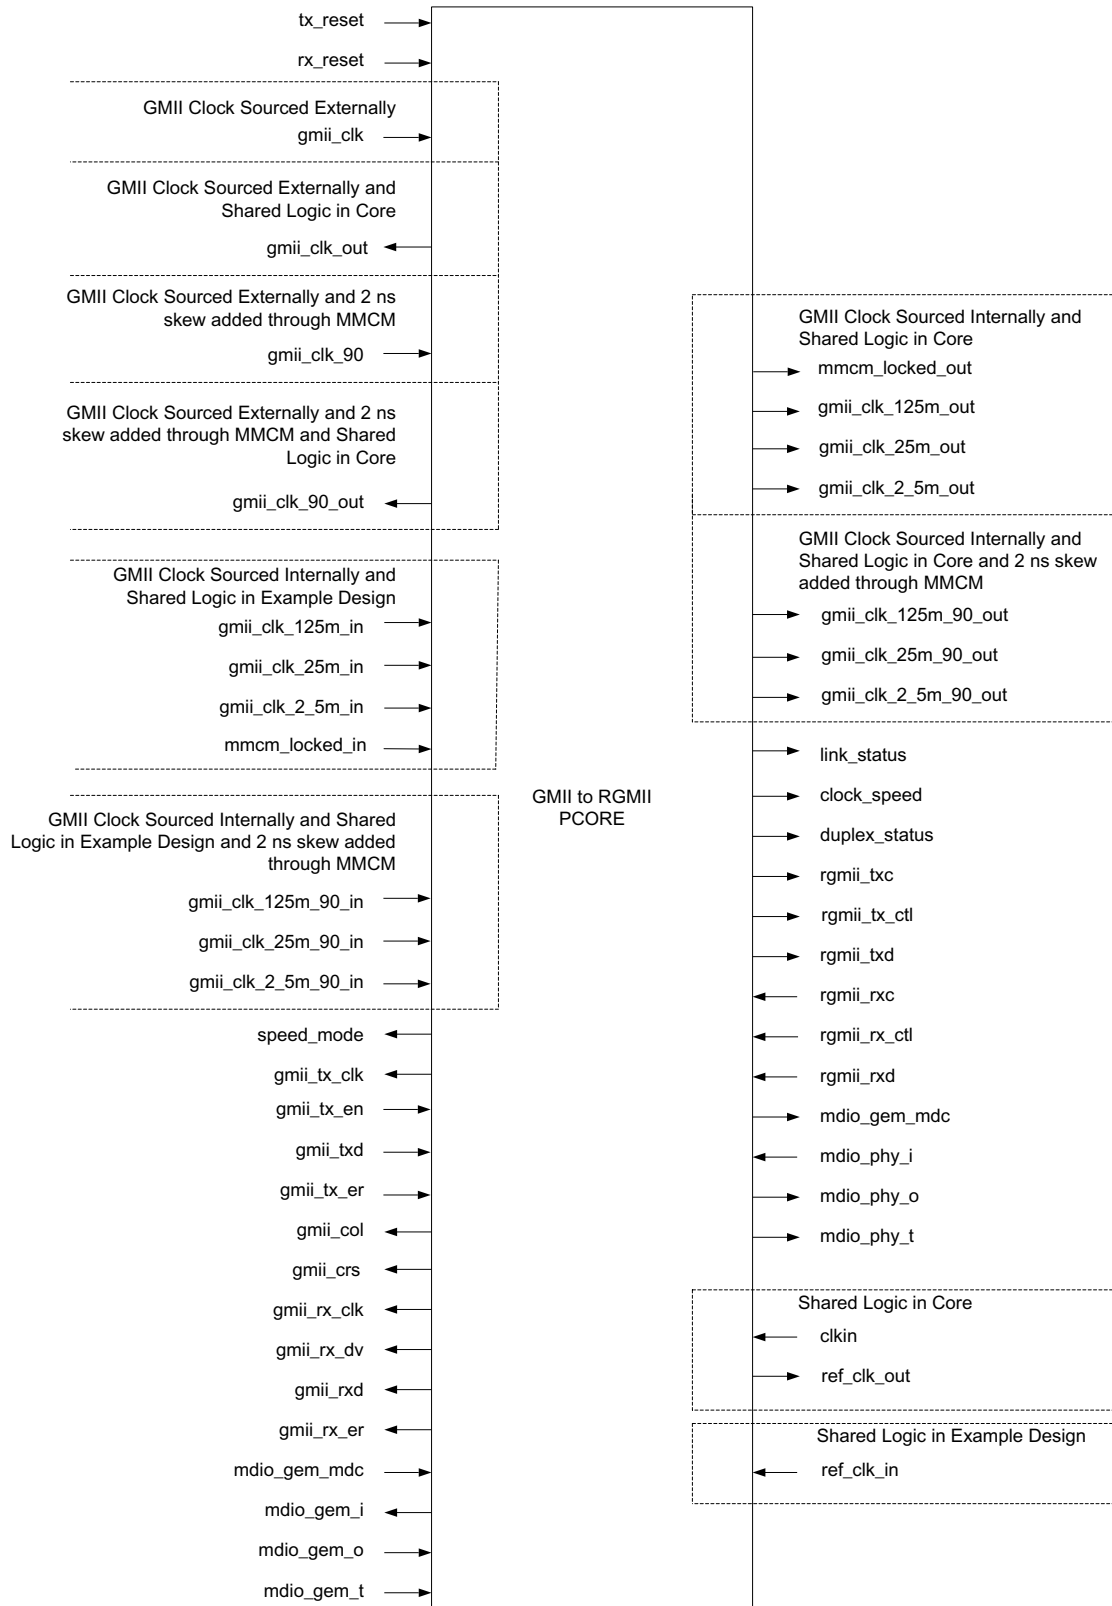 tx_reset
rx_reset
GMII Clock Sourced Externally
gmii_clk
GMII Clock Sourced Externally and
Shared Logic in Core
gmii_clk_out
GMII Clock Sourced Externally and 2 ns
skew added through MMCM
gmii_clk_90
GMII Clock Sourced Externally and 2 ns
skew added through MMCM and Shared
Logic in Core
gmii_clk_90_out
GMII Clock Sourced Internally and
Shared Logic in Example Design
gmii_clk_125m_in
gmii_clk_25m_in
gmii_clk_2_5m_in
mmcm_locked_in
GMII Clock Sourced Internally and Shared
Logic in Example Design and 2 ns skew added
through MMCM
gmii_clk_125m_90_in
gmii_clk_25m_90_in
gmii_clk_2_5m_90_in
speed_mode
gmii_tx_clk
gmii_tx_en
gmii_txd
gmii_tx_er
gmii_col
gmii_crs
gmii_rx_clk
gmii_rx_dv
gmii_rxd
gmii_rx_er
mdio_gem_mdc
mdio_gem_i
mdio_gem_o
mdio_gem_t
GMII to RGMII
PCORE
GMII Clock Sourced Internally and
Shared Logic in Core
mmcm_locked_out
gmii_clk_125m_out
gmii_clk_25m_out
gmii_clk_2_5m_out
GMII Clock Sourced Internally and
Shared Logic in Core and 2 ns skew
added through MMCM
gmii_clk_125m_90_out
gmii_clk_25m_90_out
gmii_clk_2_5m_90_out
link_status
clock_speed
duplex_status
rgmii_txc
rgmii_tx_ctl
rgmii_txd
rgmii_rxc
rgmii_rx_ctl
rgmii_rxd
mdio_gem_mdc
mdio_phy_i
mdio_phy_o
mdio_phy_t
Shared Logic in Core
clkin
ref_clk_out
Shared Logic in Example Design
ref_clk_in